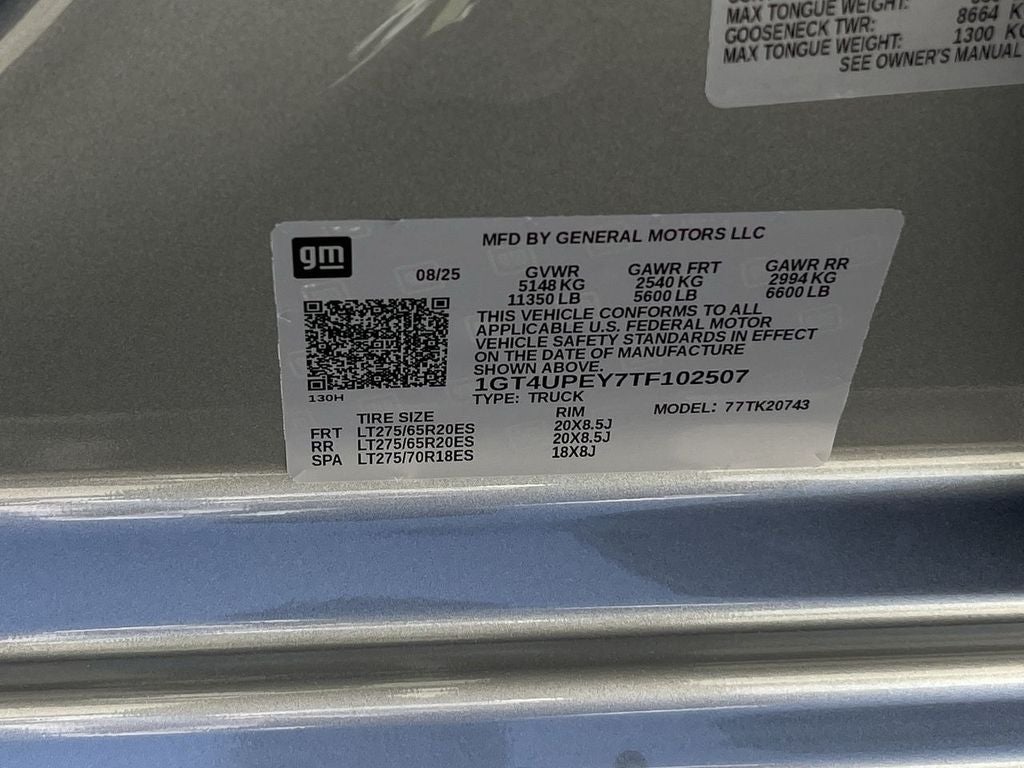 MAX TONGUE WEIGHT:
GOOSENECK TWR: 8664 K
MAX TONGUE WEIGHT: 1300 KG
SEE OWNER'S MANUAL
gm
MFD BY GENERAL MOTORS LLC
08/25 GVWR GAWR FRT GAWR RR
5148 KG 2540 KG 2994 KG
11350 LB 5600 LB 6600 LB
THIS VEHICLE CONFORMS TO ALL
APPLICABLE U.S. FEDERAL MOTOR
VEHICLE SAFETY STANDARDS IN EFFECT
ON THE DATE OF MANUFACTURE
SHOWN ABOVE.
1GT4UPEY7TF102507
130H
TYPE: TRUCK MODEL: 77TK20743
TIRE SIZE RIM
FRT LT275/65R20ES 20X8.5J
RR LT275/65R20ES 20X8.5J
SPA LT275/70R18ES 18X8J